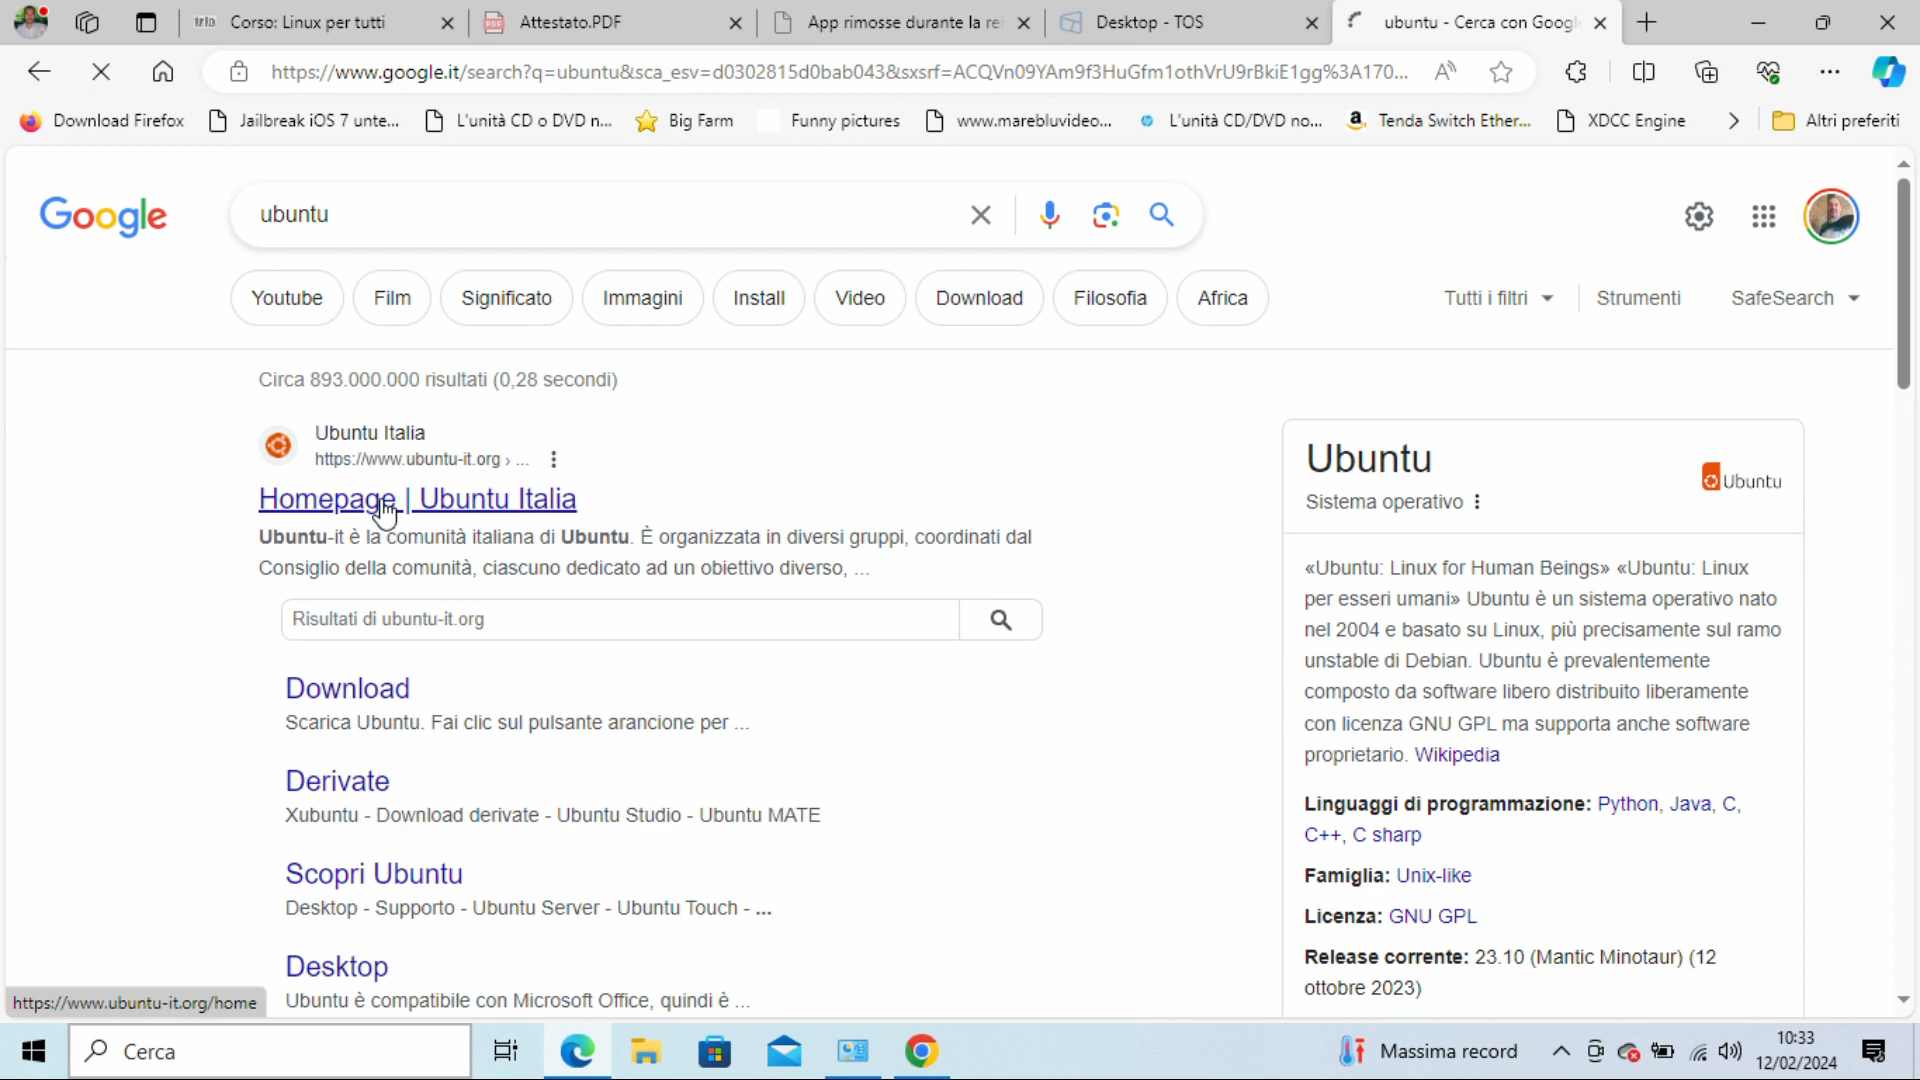 Corso: Linux per tutti
Attestato.PDF
App rimosse durante la rei
Desktop - TOS
ubuntu - Cerca con Google
https://www.google.it/search?q=ubuntu&sca_esv=d0302815d0bab043&sxsrf=ACQVn09YAm9f3HuGfm1othVrU9rBkiE1gg%3A170...
Download Firefox
Jailbreak iOS 7 unte...
L'unità CD o DVD n...
Big Farm
Funny pictures
www.marebluvideo...
L'unità CD/DVD no...
Tenda Switch Ether...
XDCC Engine
Altri preferiti
Google
ubuntu
Youtube
Film
Significato
Immagini
Install
Video
Download
Filosofia
Africa
Tutti i filtri
Strumenti
SafeSearch
Circa 893.000.000 risultati (0,28 secondi)
Ubuntu Italia
https://www.ubuntu-it.org › ...
Homepage | Ubuntu Italia
Ubuntu-it è la comunità italiana di Ubuntu. È organizzata in diversi gruppi, coordinati dal
Consiglio della comunità, ciascuno dedicato ad un obiettivo diverso, ...
Risultati di ubuntu-it.org
Download
Scarica Ubuntu. Fai clic sul pulsante arancione per ...
Derivate
Xubuntu - Download derivate - Ubuntu Studio - Ubuntu MATE
Scopri Ubuntu
Desktop - Supporto - Ubuntu Server - Ubuntu Touch - ...
Desktop
Ubuntu è compatibile con Microsoft Office, quindi è ...
Ubuntu
Sistema operativo
Ubuntu
«Ubuntu: Linux for Human Beings» «Ubuntu: Linux
per esseri umani» Ubuntu è un sistema operativo nato
nel 2004 e basato su Linux, più precisamente sul ramo
unstable di Debian. Ubuntu è prevalentemente
composto da software libero distribuito liberamente
con licenza GNU GPL ma supporta anche software
proprietario. Wikipedia
Linguaggi di programmazione: Python, Java, C,
C++, C sharp
Famiglia: Unix-like
Licenza: GNU GPL
Release corrente: 23.10 (Mantic Minotaur) (12
ottobre 2023)
https://www.ubuntu-it.org/home
Cerca
Massima record
10:33
12/02/2024